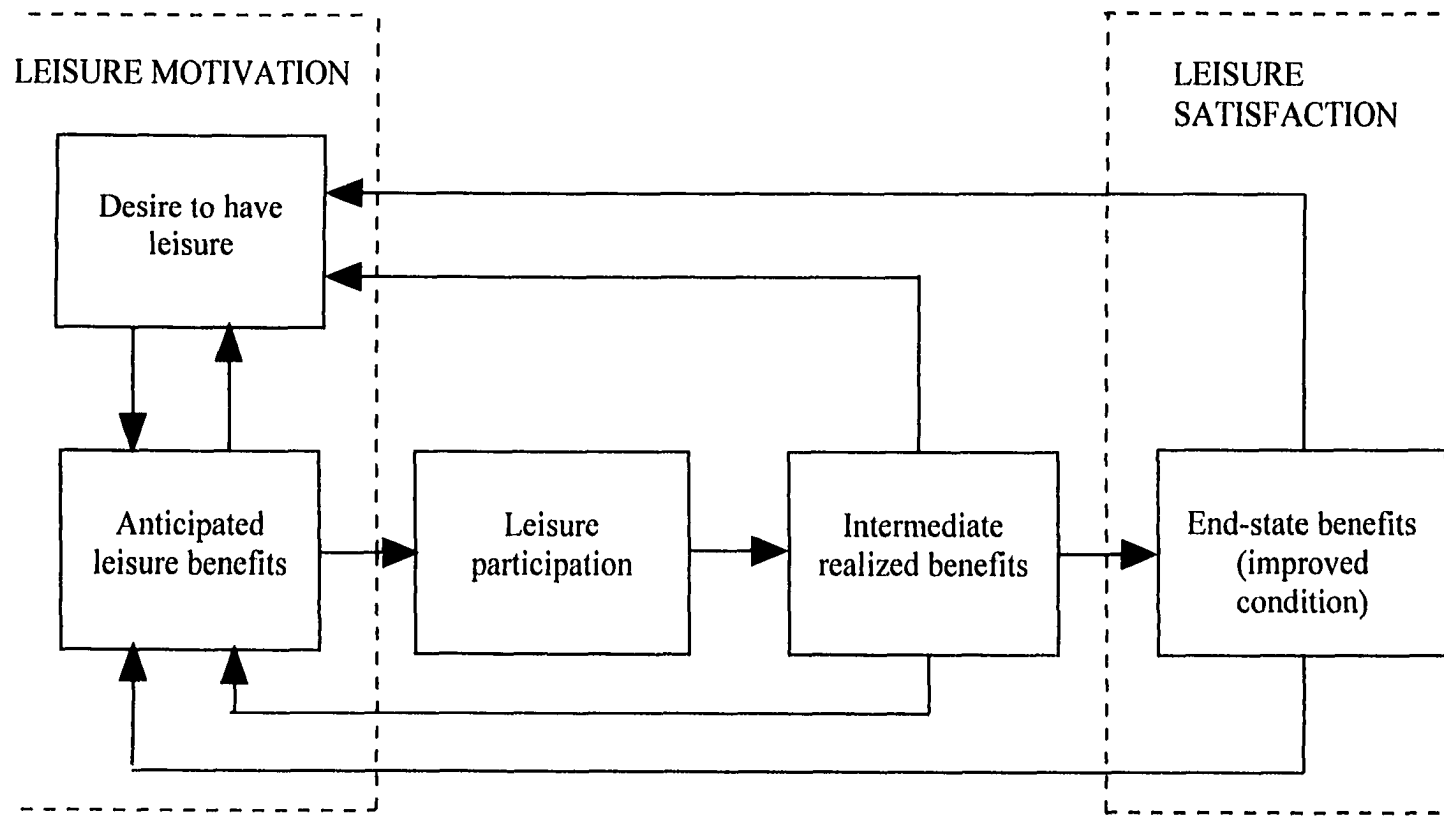 LEISURE MOTIVATION
LEISURE
SATISFACTION
Desire to have
leisure
Anticipated
leisure benefits
Leisure
participation
Intermediate
realized benefits
End-state benefits
(improved
condition)